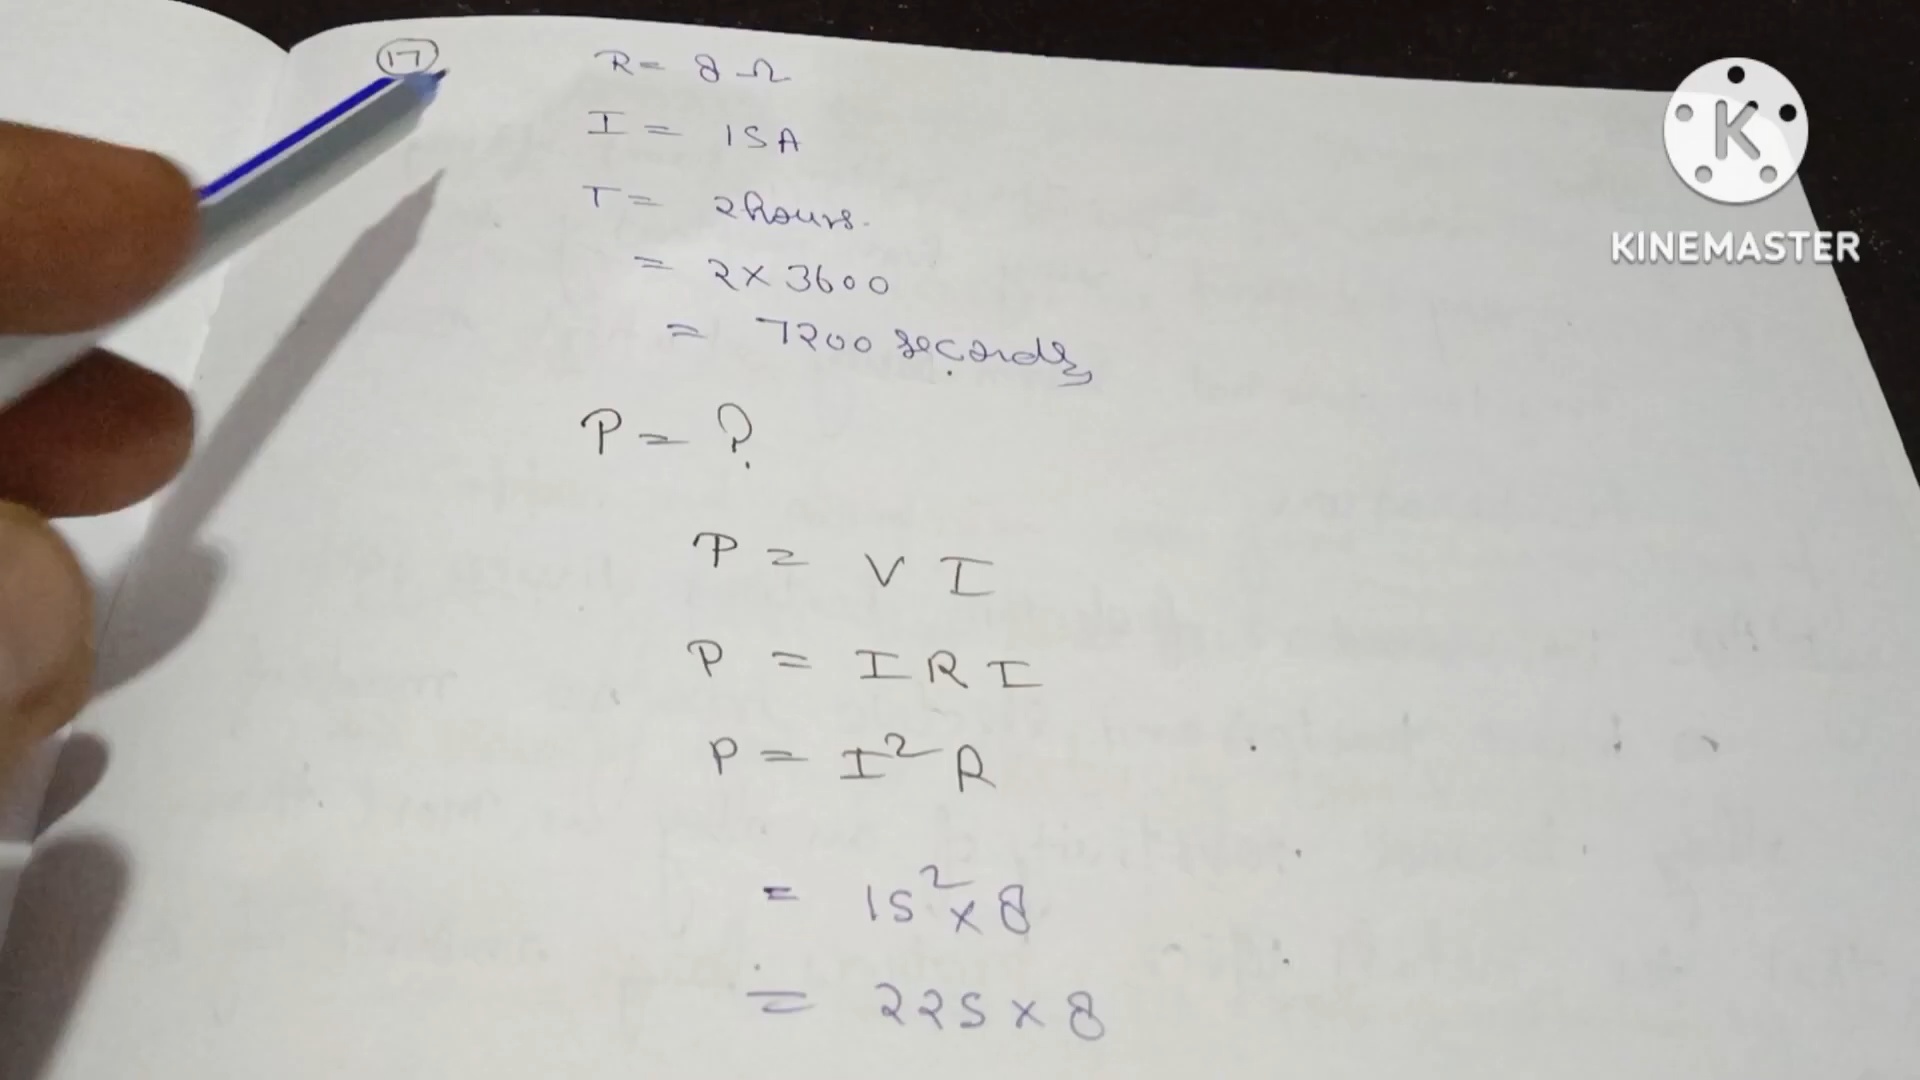 17
R = 8 Ω
I = 15A
T = 2 hours.
= 2 x 3600
= 7200 seconds
P = ?
P = V I
P = I R I
P = I² R
= 15² x 8
= 225 x 8
K
KINEMASTER